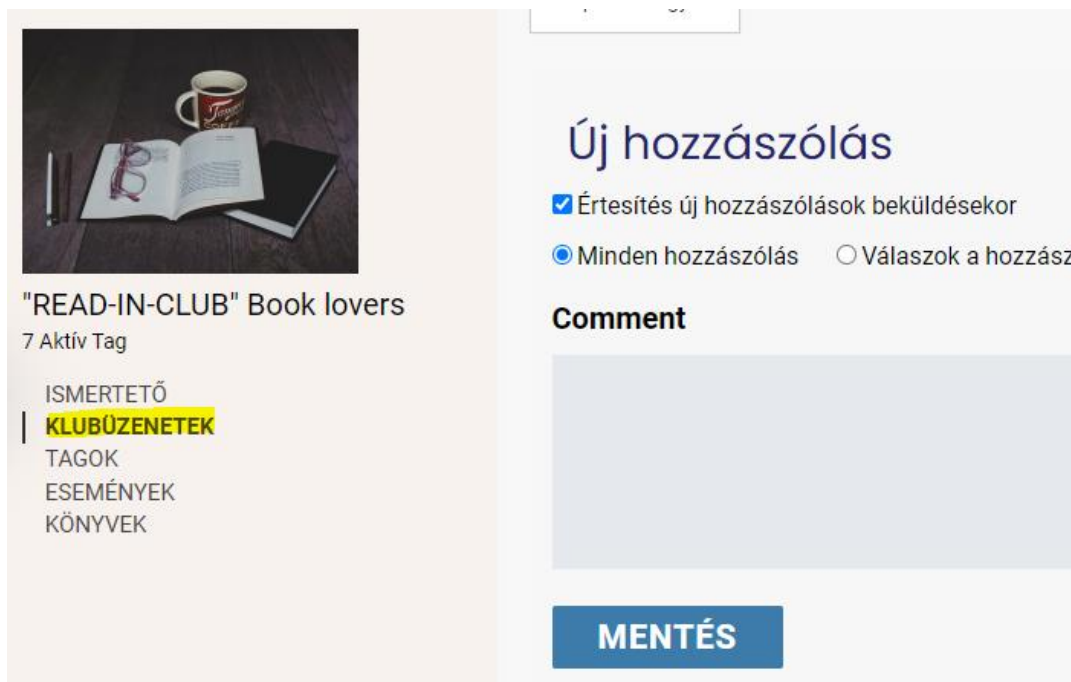 "READ-IN-CLUB" Book lovers
7 Aktív Tag
ISMERTETŐ
KLUBÜZENETEK
TAGOK
ESEMÉNYEK
KÖNYVEK
Új hozzászólás
Értesítés új hozzászólások beküldésekor
Minden hozzászólás Válaszok a
Comment
MENTÉS